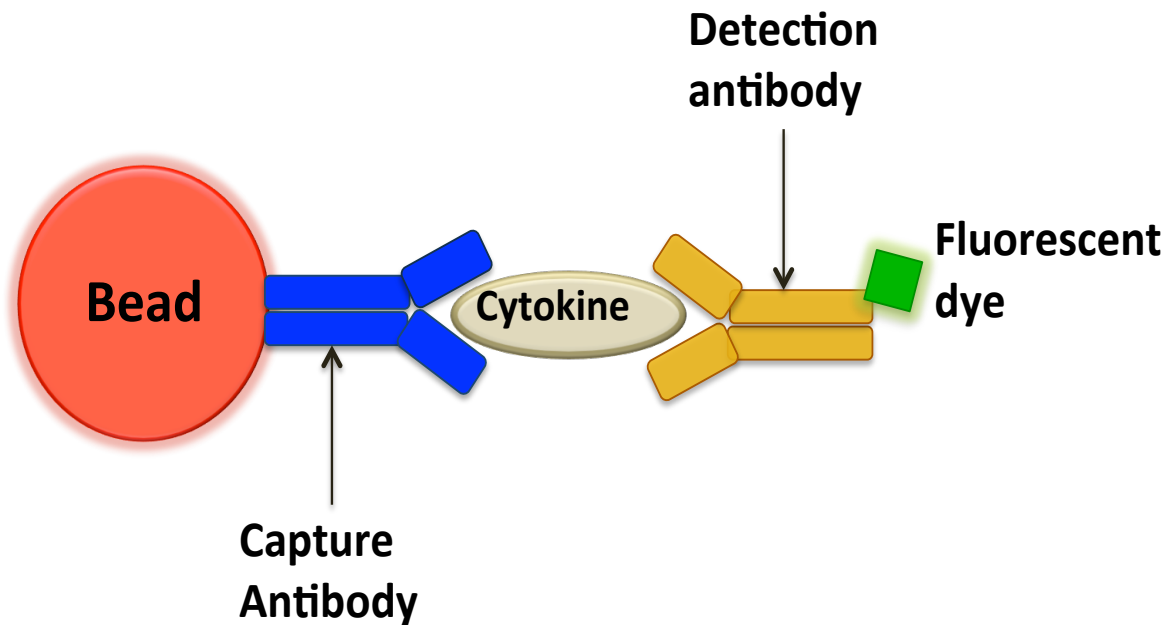 Detection
antibody
Fluorescent
dye
Bead
Cytokine
Capture
Antibody